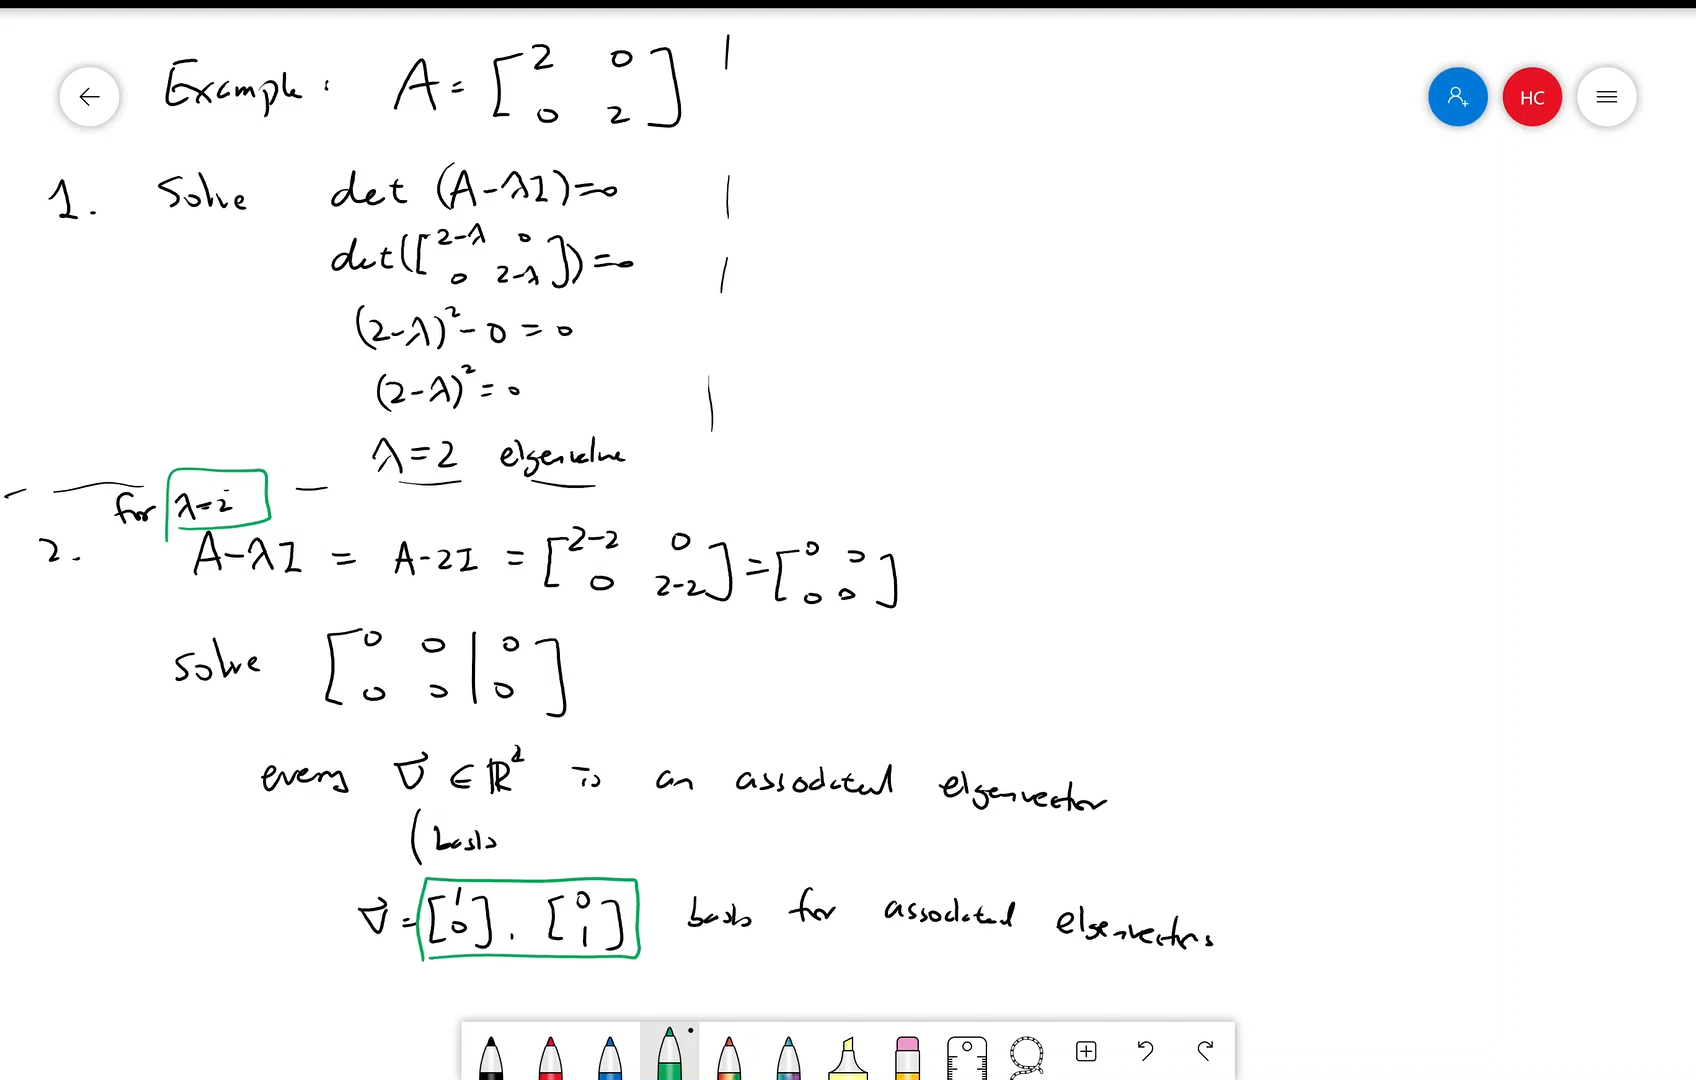 Example: A = [2 0; 0 2]
HC
1. Solve det (A-λI)=0
det([2-λ 0; 0 2-λ])=0
(2-λ)²-0=0
(2-λ)²=0
λ=2 eigenvalue
for λ=2
2. A-λI = A-2I = [2-2 0; 0 2-2] = [0 0; 0 0]
solve [0 0 | 0; 0 0 | 0]
every v⃗ ∈ ℝ² is an associated eigenvector
(basis
v⃗ = [1; 0], [0; 1] basis for associated eigenvectors